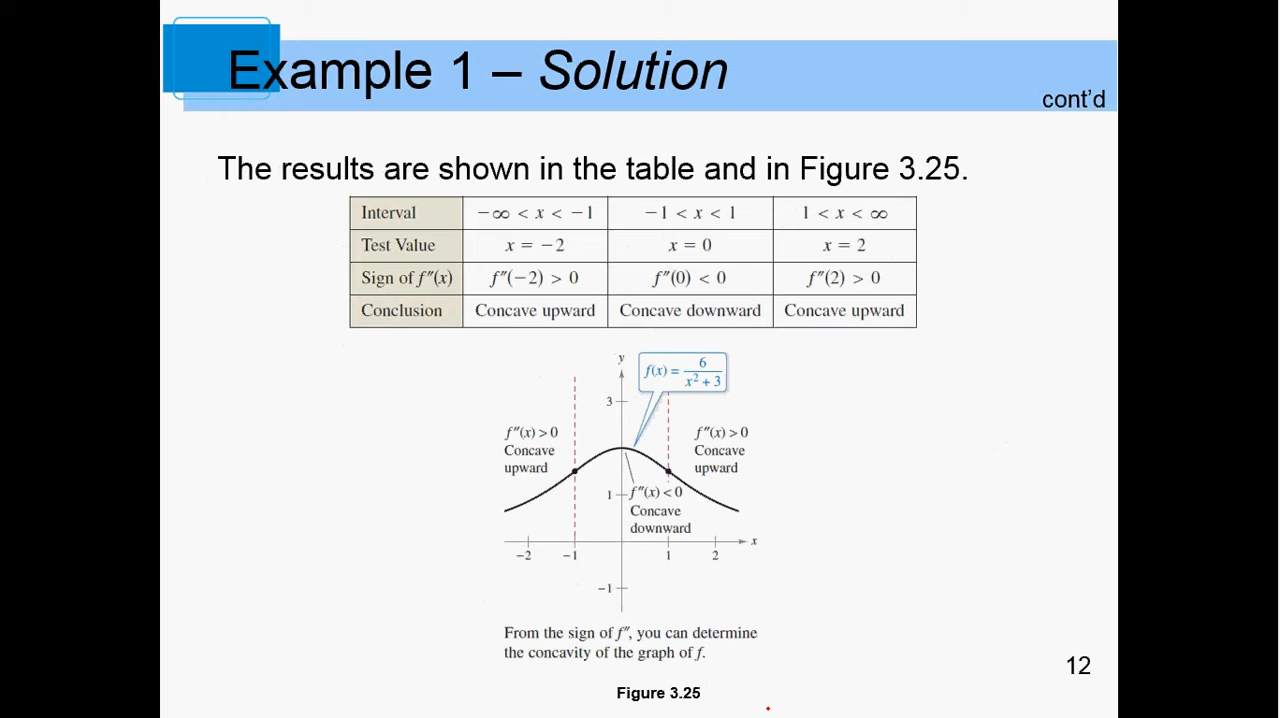 Example 1 – Solution
cont'd
The results are shown in the table and in Figure 3.25.
Interval −∞ < x < −1 −1 < x < 1 1 < x < ∞
Test Value x = −2 x = 0 x = 2
Sign of f″(x) f″(−2) > 0 f″(0) < 0 f″(2) > 0
Conclusion Concave upward Concave downward Concave upward
y
f(x) = 6 / x² + 3
3
f″(x) > 0
Concave
upward
f″(x) > 0
Concave
upward
1
f″(x) < 0
Concave
downward
x
−2 −1 1 2
−1
From the sign of f″, you can determine
the concavity of the graph of f.
12
Figure 3.25